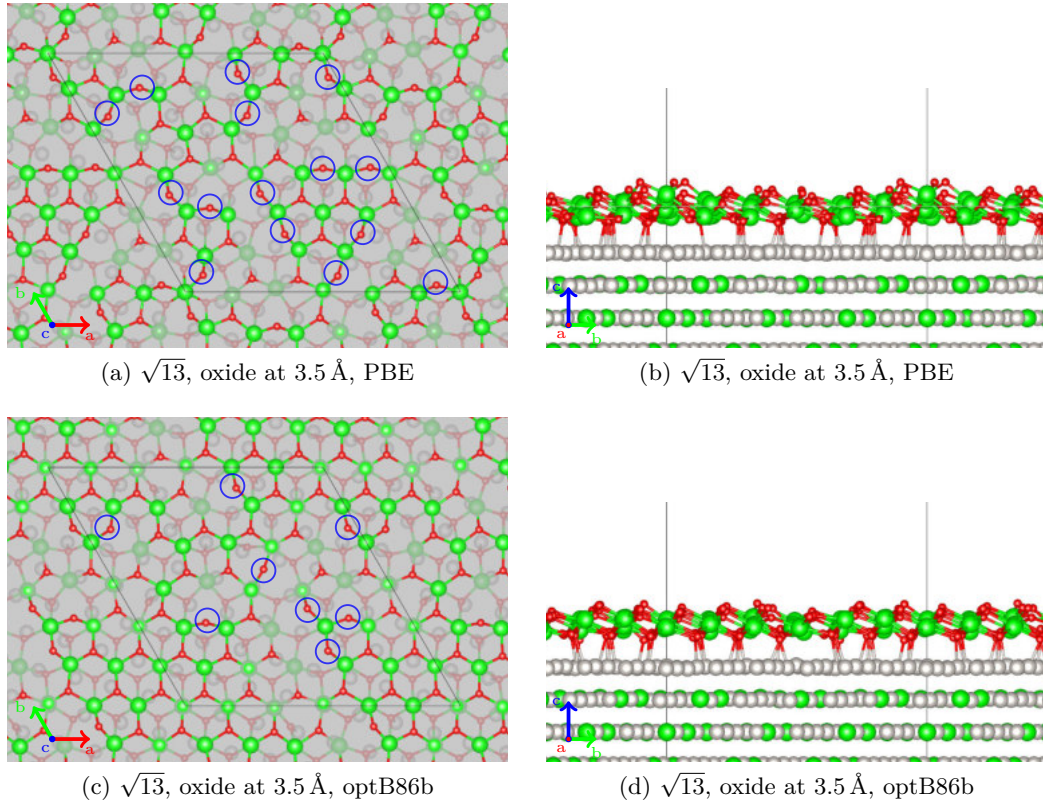 b
c
a
(a) √13, oxide at 3.5 Å, PBE
c
a
b
(b) √13, oxide at 3.5 Å, PBE
b
c
a
(c) √13, oxide at 3.5 Å, optB86b
c
a
b
(d) √13, oxide at 3.5 Å, optB86b